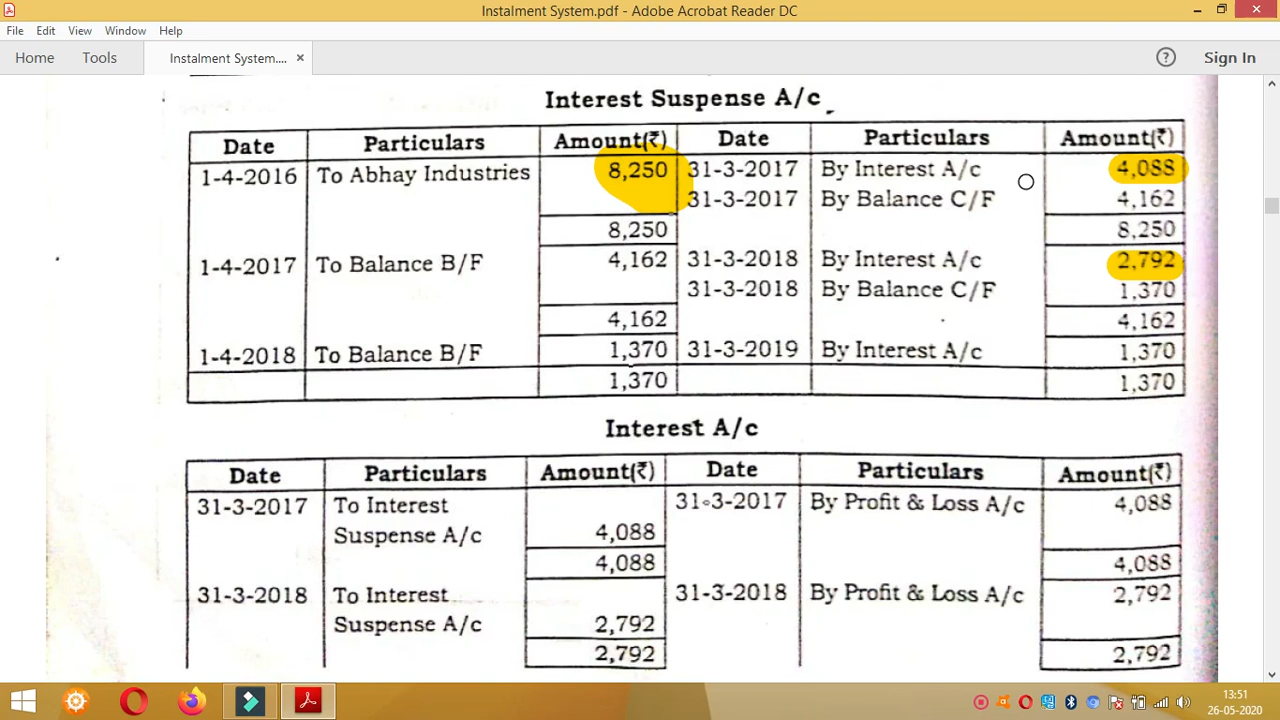 Instalment System.pdf - Adobe Acrobat Reader DC
File Edit View Window Help
Home Tools Instalment System.... × ? Sign In
Interest Suspense A/c
Date Particulars Amount(₹) Date Particulars Amount(₹)
1-4-2016 To Abhay Industries 8,250 31-3-2017 By Interest A/c 4,088
31-3-2017 By Balance C/F 4,162
8,250 8,250
1-4-2017 To Balance B/F 4,162 31-3-2018 By Interest A/c 2,792
31-3-2018 By Balance C/F 1,370
4,162 4,162
1-4-2018 To Balance B/F 1,370 31-3-2019 By Interest A/c 1,370
1,370 1,370
Interest A/c
Date Particulars Amount(₹) Date Particulars Amount(₹)
31-3-2017 To Interest 31-3-2017 By Profit & Loss A/c 4,088
Suspense A/c 4,088
4,088 4,088
31-3-2018 To Interest 31-3-2018 By Profit & Loss A/c 2,792
Suspense A/c 2,792
2,792 2,792
13:51
26-05-2020